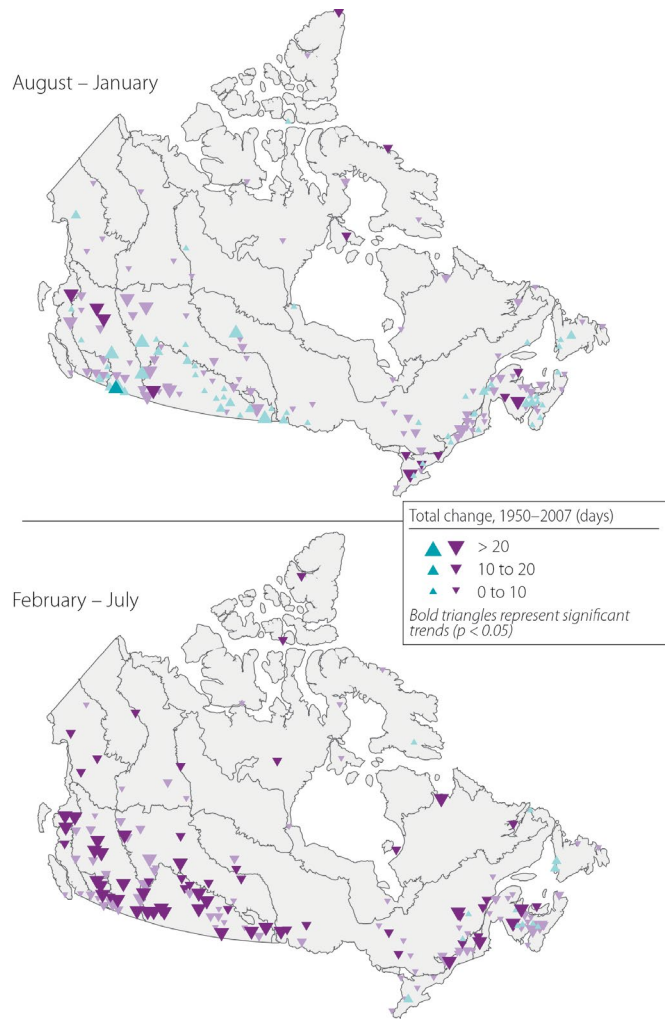 August – January
Total change, 1950–2007 (days)
> 20
10 to 20
0 to 10
Bold triangles represent significant
trends (p < 0.05)
February – July